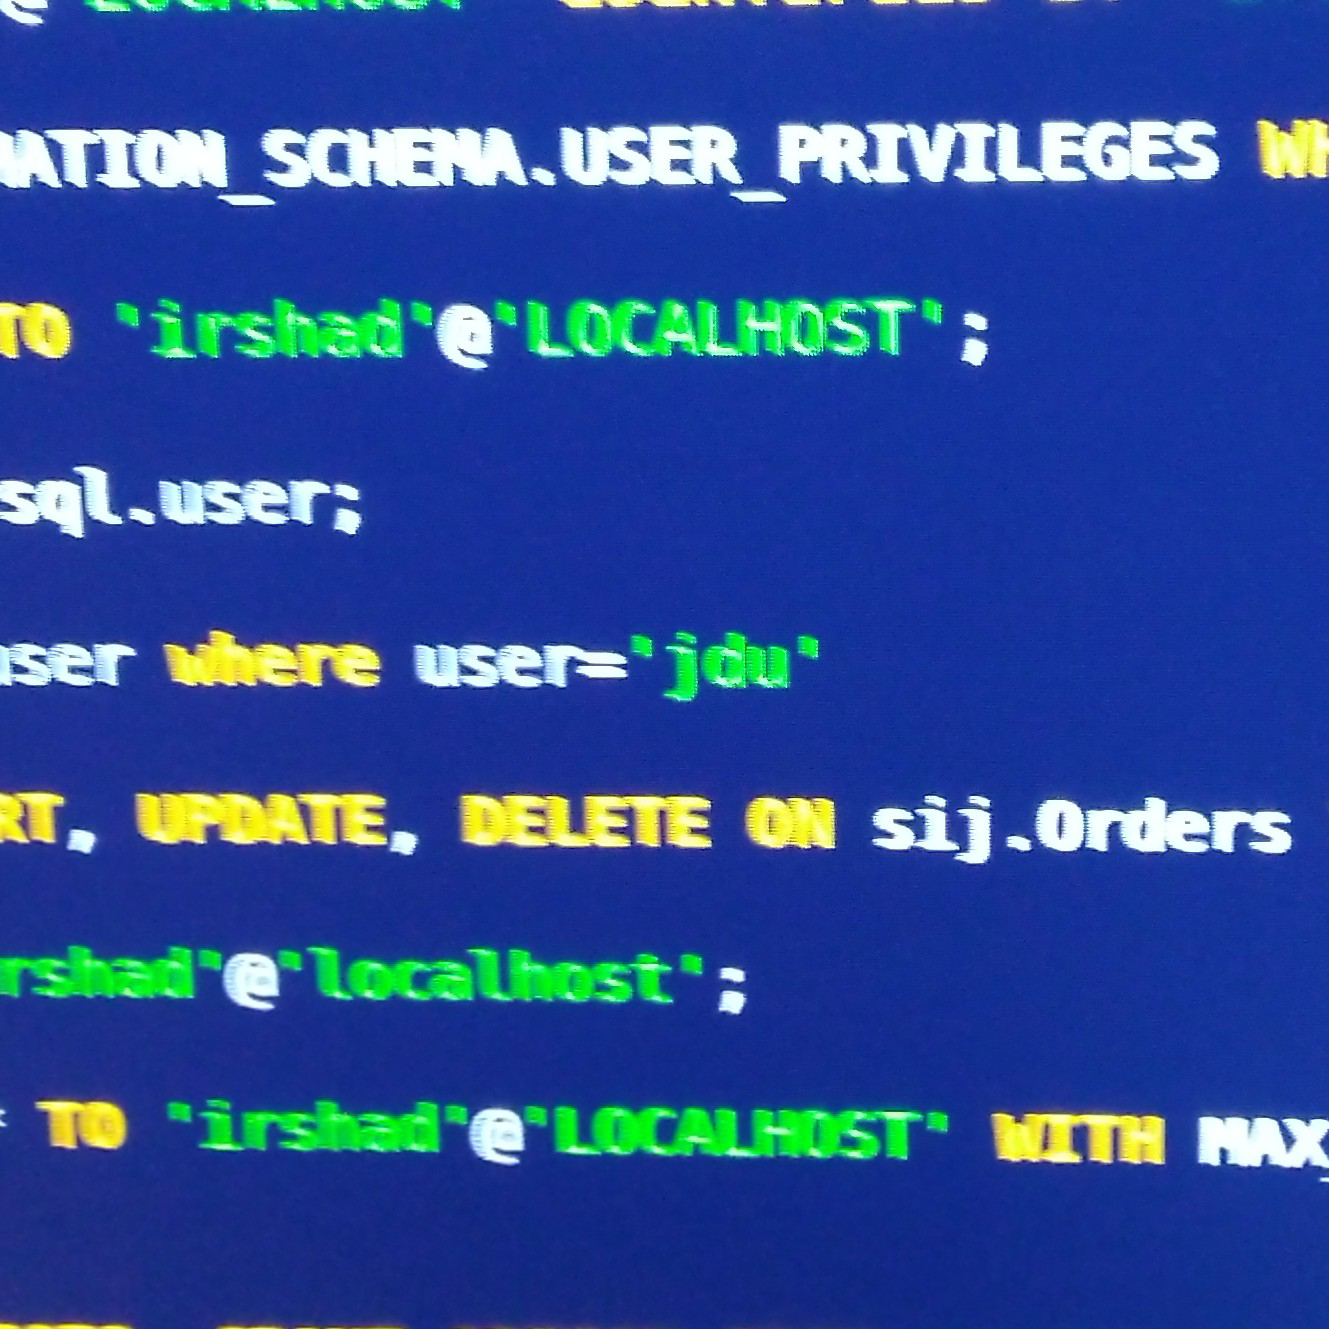 NATION_SCHEMA.USER_PRIVILEGES WH
TO 'irshad'@'LOCALHOST';
sql.user;
user where user='jdu'
RT, UPDATE, DELETE ON sij.Orders
rshad'@'localhost';
TO 'irshad'@'LOCALHOST' WITH MAX_